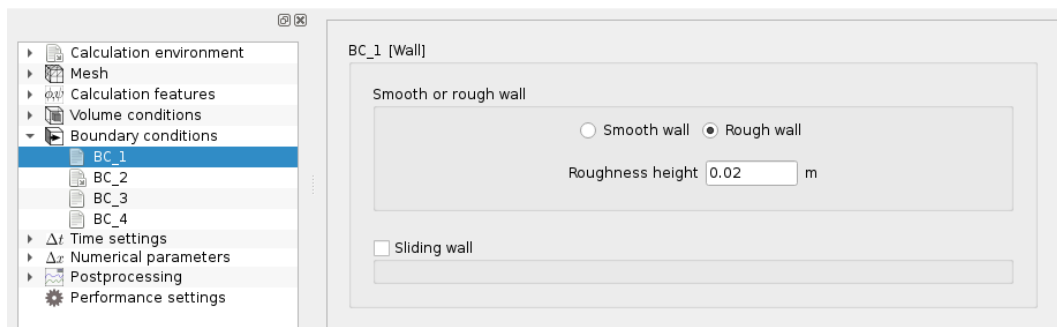 Calculation environment
Mesh
ϕ,ψ Calculation features
Volume conditions
Boundary conditions
BC_1
BC_2
BC_3
BC_4
Δt Time settings
Δx Numerical parameters
Postprocessing
Performance settings
BC_1 [Wall]
Smooth or rough wall
Smooth wall Rough wall
Roughness height 0.02 m
Sliding wall